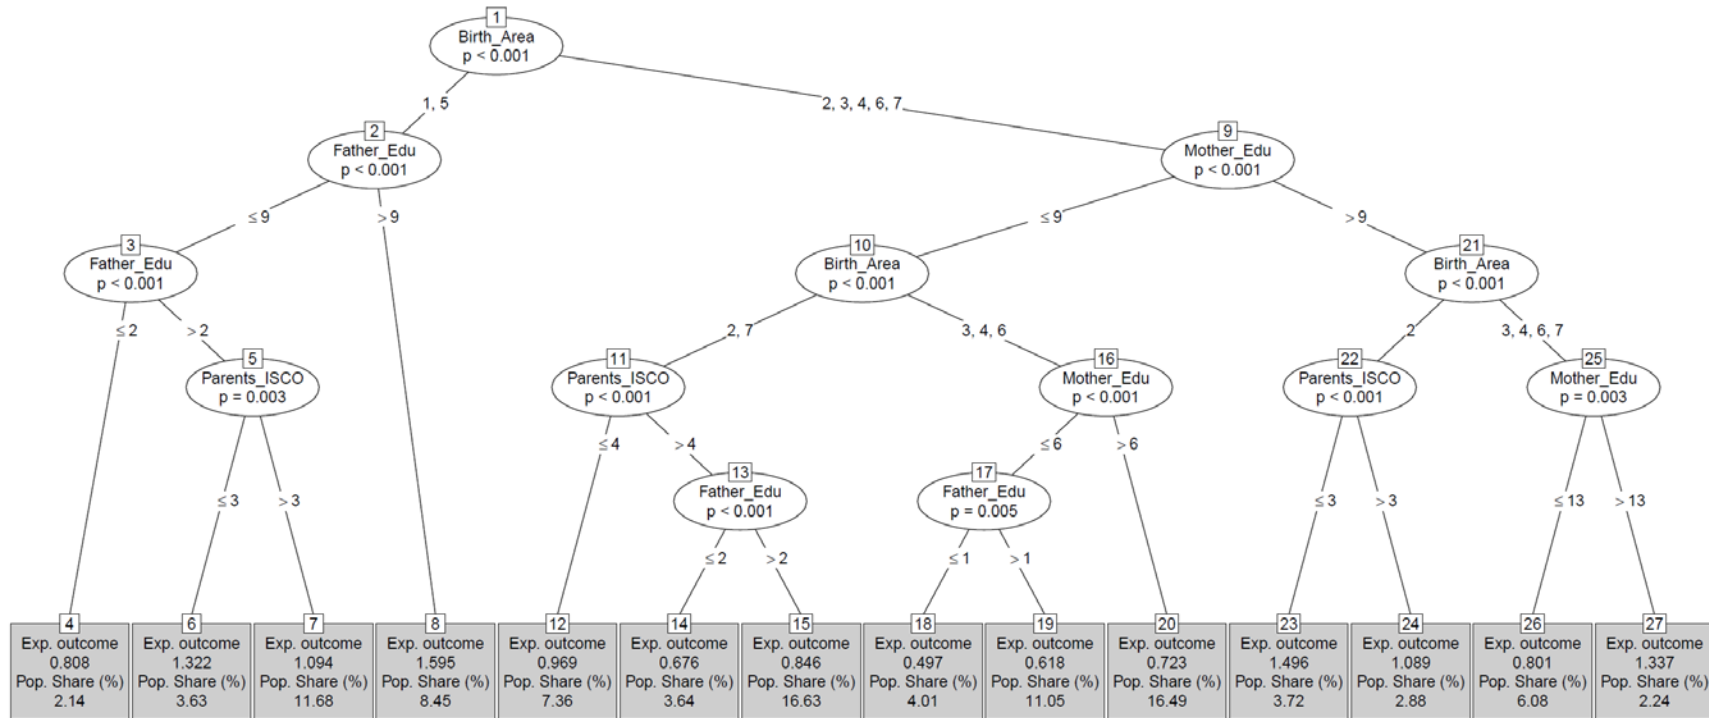 1
Birth_Area
p < 0.001
1, 5
2, 3, 4, 6, 7
2
Father_Edu
p < 0.001
9
Mother_Edu
p < 0.001
≤ 9
> 9
≤ 9
> 9
3
Father_Edu
p < 0.001
10
Birth_Area
p < 0.001
21
Birth_Area
p < 0.001
≤ 2
> 2
2, 7
3, 4, 6
2
3, 4, 6, 7
5
Parents_ISCO
p = 0.003
11
Parents_ISCO
p < 0.001
16
Mother_Edu
p < 0.001
22
Parents_ISCO
p < 0.001
25
Mother_Edu
p = 0.003
≤ 4
> 4
≤ 6
> 6
13
Father_Edu
p < 0.001
17
Father_Edu
p = 0.005
≤ 3
> 3
≤ 3
> 3
≤ 13
> 13
≤ 2
> 2
≤ 1
> 1
4
Exp. outcome
0.808
Pop. Share (%)
2.14
6
Exp. outcome
1.322
Pop. Share (%)
3.63
7
Exp. outcome
1.094
Pop. Share (%)
11.68
8
Exp. outcome
1.595
Pop. Share (%)
8.45
12
Exp. outcome
0.969
Pop. Share (%)
7.36
14
Exp. outcome
0.676
Pop. Share (%)
3.64
15
Exp. outcome
0.846
Pop. Share (%)
16.63
18
Exp. outcome
0.497
Pop. Share (%)
4.01
19
Exp. outcome
0.618
Pop. Share (%)
11.05
20
Exp. outcome
0.723
Pop. Share (%)
16.49
23
Exp. outcome
1.496
Pop. Share (%)
3.72
24
Exp. outcome
1.089
Pop. Share (%)
2.88
26
Exp. outcome
0.801
Pop. Share (%)
6.08
27
Exp. outcome
1.337
Pop. Share (%)
2.24